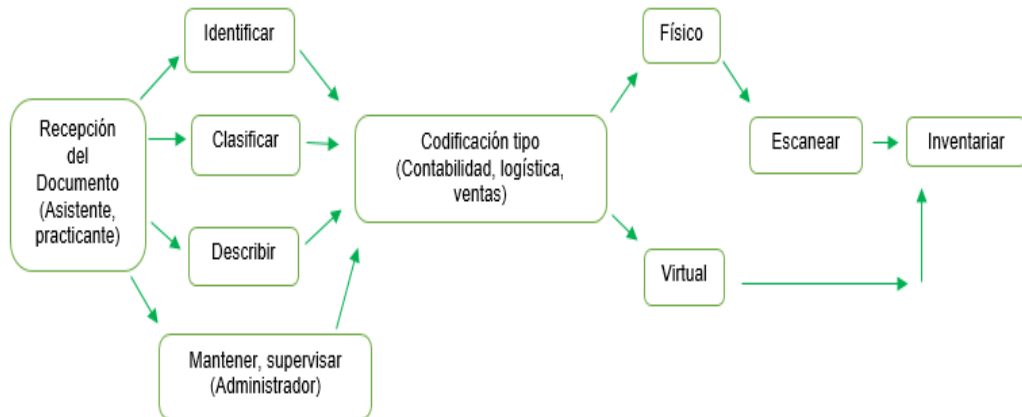 Identificar
Físico
Recepción
del
Documento
(Asistente,
practicante)
Clasificar
Codificación tipo
(Contabilidad, logística,
ventas)
Escanear
Inventariar
Describir
Virtual
Mantener, supervisar
(Administrador)